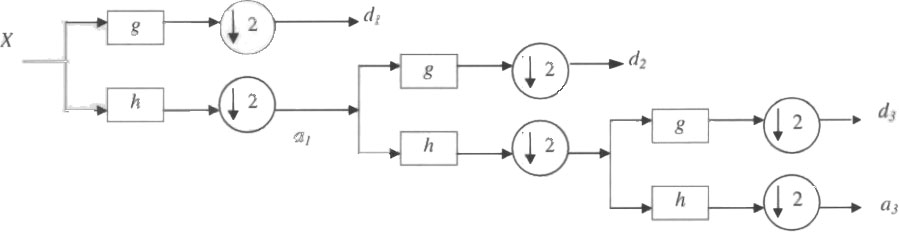 X
g
↓ 2
d₁
h
↓ 2
a₁
g
↓ 2
d₂
h
↓ 2
g
↓ 2
d₃
h
↓ 2
a₃